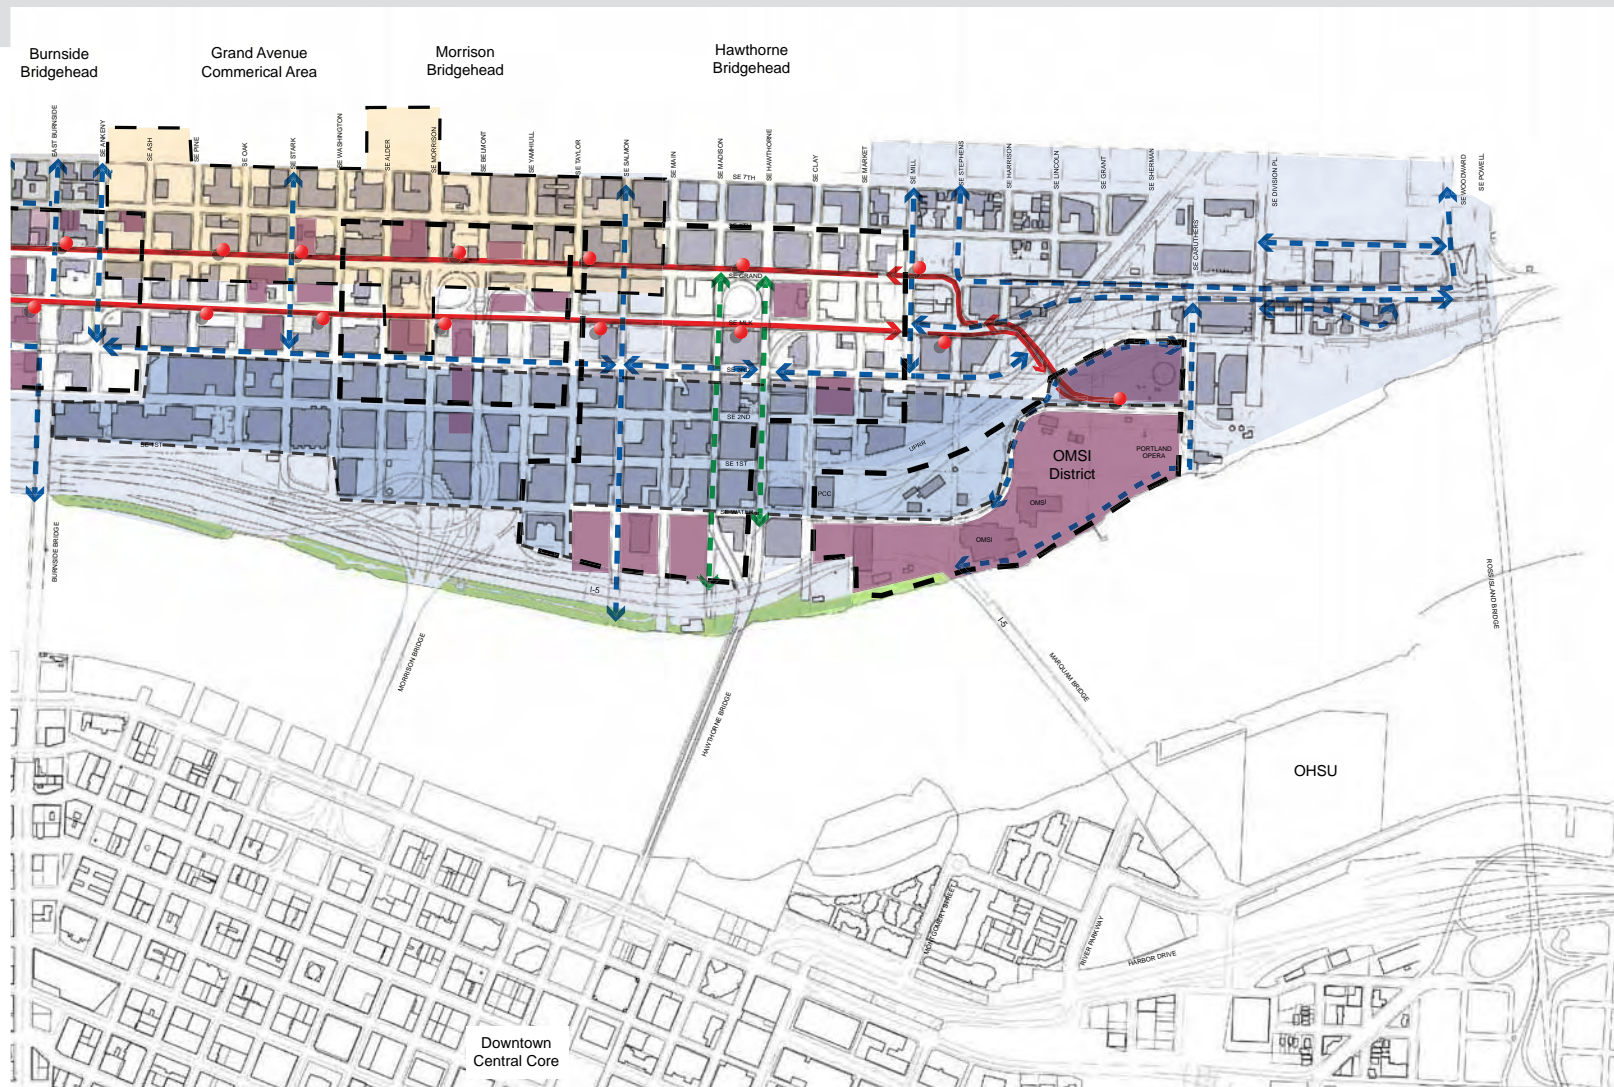 Burnside
Bridgehead
Grand Avenue
Commerical Area
Morrison
Bridgehead
Hawthorne
Bridgehead
EAST BURNSIDE
SE ANKENY
SE ASH
SE PINE
SE OAK
SE STARK
SE WASHINGTON
SE ALDER
SE MORRISON
SE BELMONT
SE YAMHILL
SE TAYLOR
SE SALMON
SE MAIN
SE MADISON
SE HAWTHORNE
SE CLAY
SE MARKET
SE MILL
SE STEPHENS
SE HARRISON
SE LINCOLN
SE GRANT
SE SHERMAN
SE CARUTHERS
SE DIVISION PL
SE WOODWARD
SE POWELL
SE 7TH
SE GRAND
SE MLK
SE 2ND
SE 1ST
SE 1ST
SE WATER
UPRR
PCC
OMSI
District
PORTLAND
OPERA
OMSI
OMSI
I-5
I-5
BURNSIDE BRIDGE
MORRISON BRIDGE
HAWTHORNE BRIDGE
MARQUAM BRIDGE
ROSS ISLAND BRIDGE
OHSU
MONTGOMERY STREET
RIVER PARKWAY
HARBOR DRIVE
Downtown
Central Core